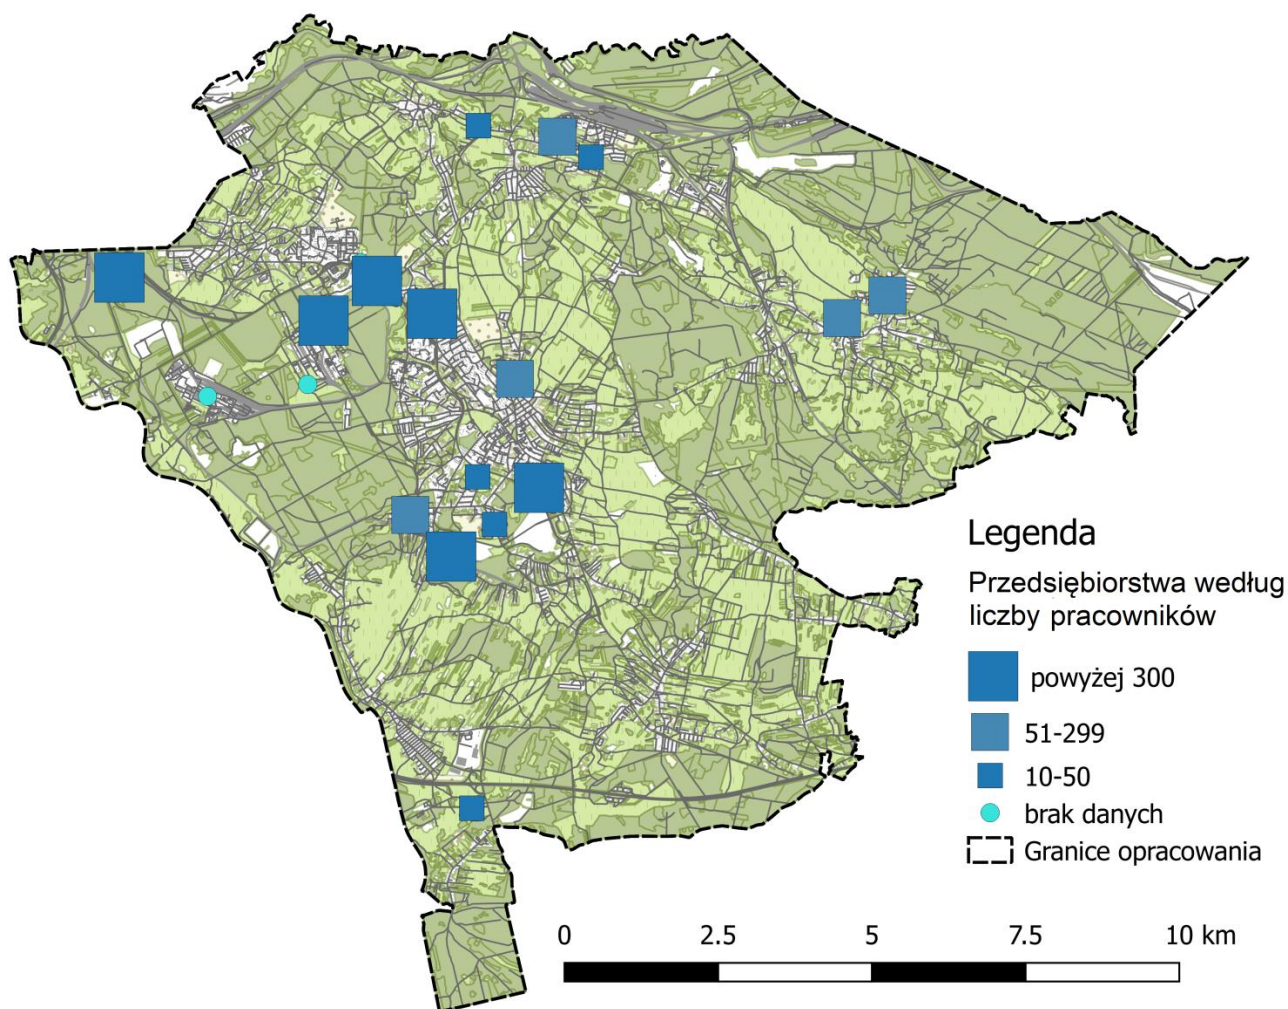 Legenda
Przedsiębiorstwa według
liczby pracowników
powyżej 300
51-299
10-50
brak danych
Granice opracowania
0 2.5 5 7.5 10 km